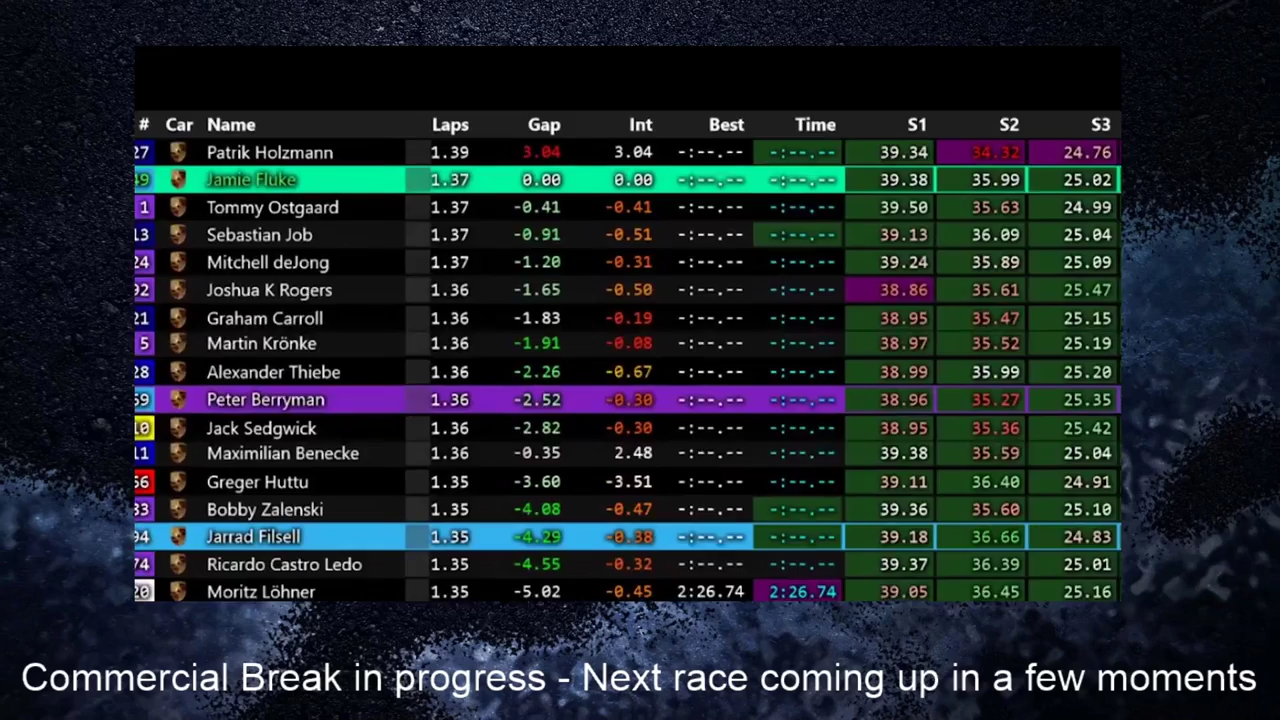 # Car Name Laps Gap Int Best Time S1 S2 S3
27 Patrik Holzmann 1.39 3.04 3.04 -:--.-- -:--.-- 39.34 34.32 24.76
49 Jamie Fluke 1.37 0.00 0.00 -:--.-- -:--.-- 39.38 35.99 25.02
1 Tommy Ostgaard 1.37 -0.41 -0.41 -:--.-- -:--.-- 39.50 35.63 24.99
13 Sebastian Job 1.37 -0.91 -0.51 -:--.-- -:--.-- 39.13 36.09 25.04
24 Mitchell deJong 1.37 -1.20 -0.31 -:--.-- -:--.-- 39.24 35.89 25.09
92 Joshua K Rogers 1.36 -1.65 -0.50 -:--.-- -:--.-- 38.86 35.61 25.47
21 Graham Carroll 1.36 -1.83 -0.19 -:--.-- -:--.-- 38.95 35.47 25.15
5 Martin Krönke 1.36 -1.91 -0.08 -:--.-- -:--.-- 38.97 35.52 25.19
28 Alexander Thiebe 1.36 -2.26 -0.67 -:--.-- -:--.-- 38.99 35.99 25.20
69 Peter Berryman 1.36 -2.52 -0.30 -:--.-- -:--.-- 38.96 35.27 25.35
10 Jack Sedgwick 1.36 -2.82 -0.30 -:--.-- -:--.-- 38.95 35.36 25.42
11 Maximilian Benecke 1.36 -0.35 2.48 -:--.-- -:--.-- 39.38 35.59 25.04
66 Greger Huttu 1.35 -3.60 -3.51 -:--.-- -:--.-- 39.11 36.40 24.91
83 Bobby Zalenski 1.35 -4.08 -0.47 -:--.-- -:--.-- 39.36 35.60 25.10
94 Jarrad Filsell 1.35 -4.29 -0.38 -:--.-- -:--.-- 39.18 36.66 24.83
74 Ricardo Castro Ledo 1.35 -4.55 -0.32 -:--.-- -:--.-- 39.37 36.39 25.01
20 Moritz Löhner 1.35 -5.02 -0.45 2:26.74 2:26.74 39.05 36.45 25.16
Commercial Break in progress - Next race coming up in a few moments